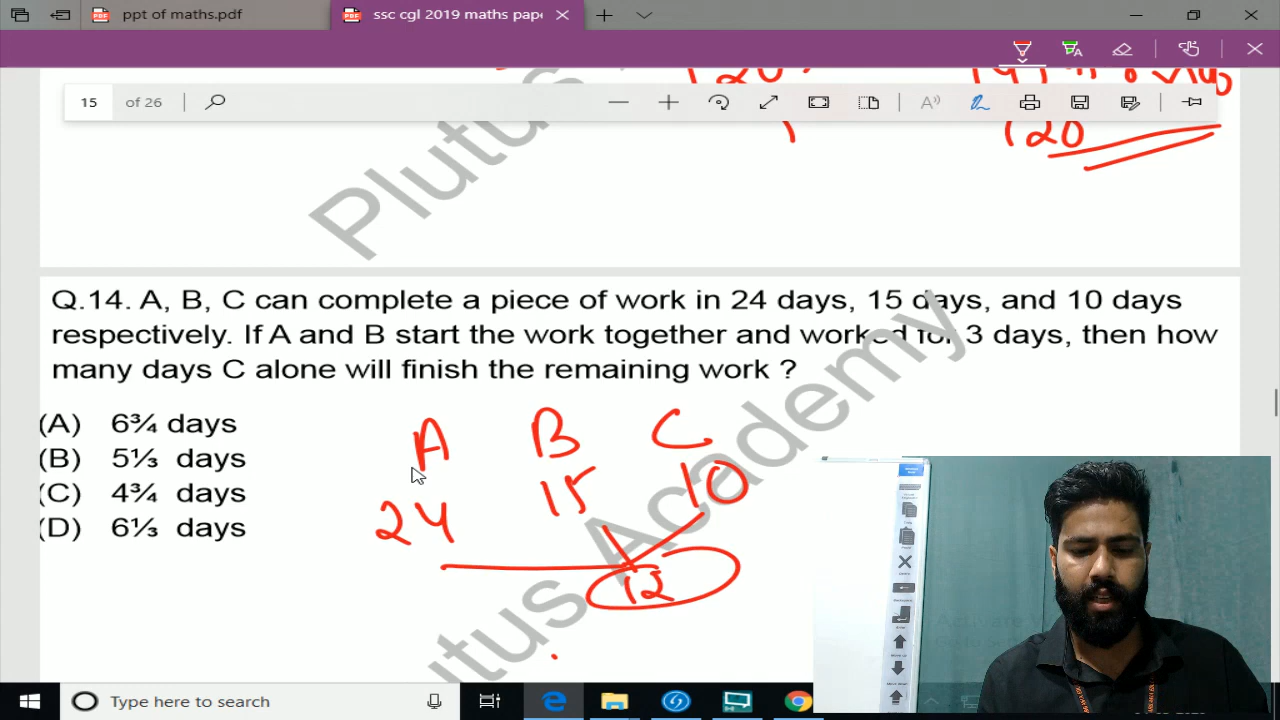 ppt of maths.pdf
ssc cgl 2019 maths pape
15 of 26
120
120
Plutus
Q.14. A, B, C can complete a piece of work in 24 days, 15 days, and 10 days
respectively. If A and B start the work together and worked for 3 days, then how
many days C alone will finish the remaining work ?
(A) 6¾ days
(B) 5⅓ days
(C) 4¾ days
(D) 6⅓ days
A B C
24 15 10
12
Plutus Academy
Type here to search